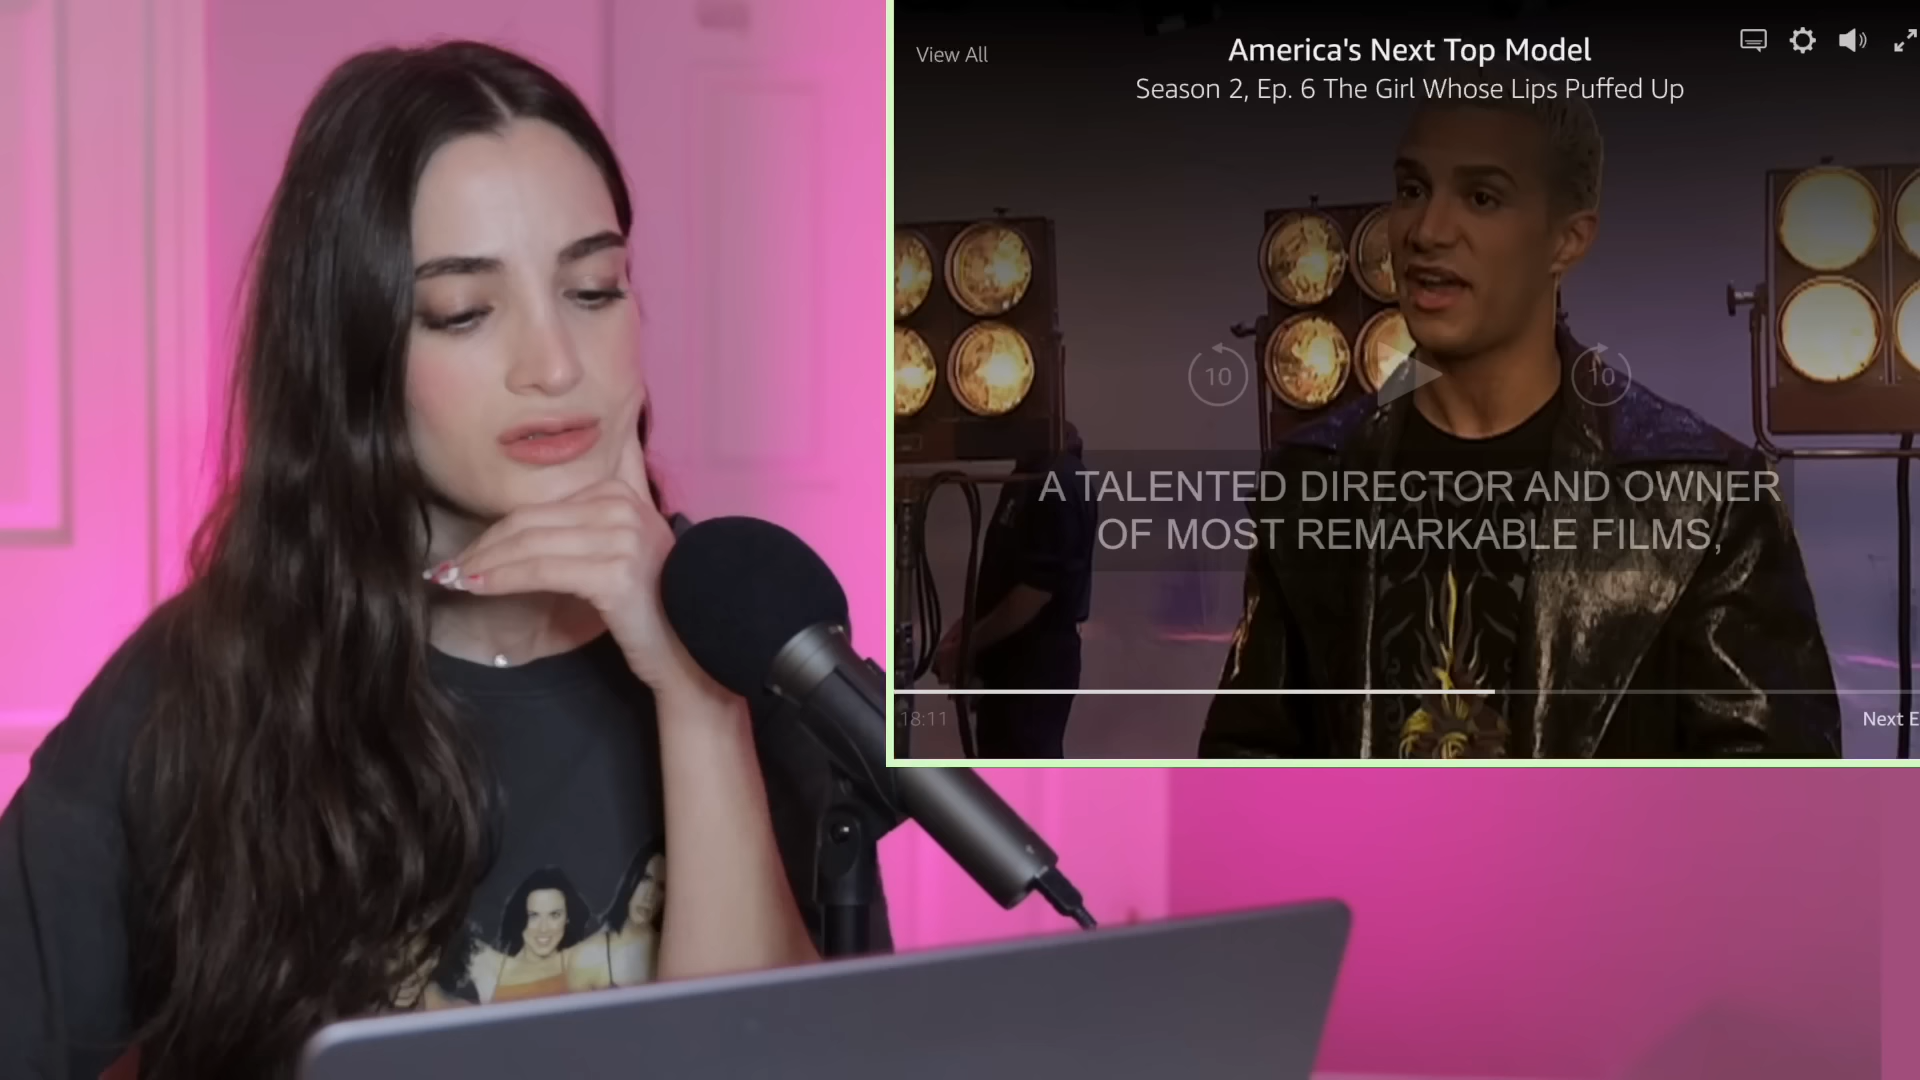 View All
America's Next Top Model
Season 2, Ep. 6 The Girl Whose Lips Puffed Up
10
10
A TALENTED DIRECTOR AND OWNER
OF MOST REMARKABLE FILMS,
18:11
Next E